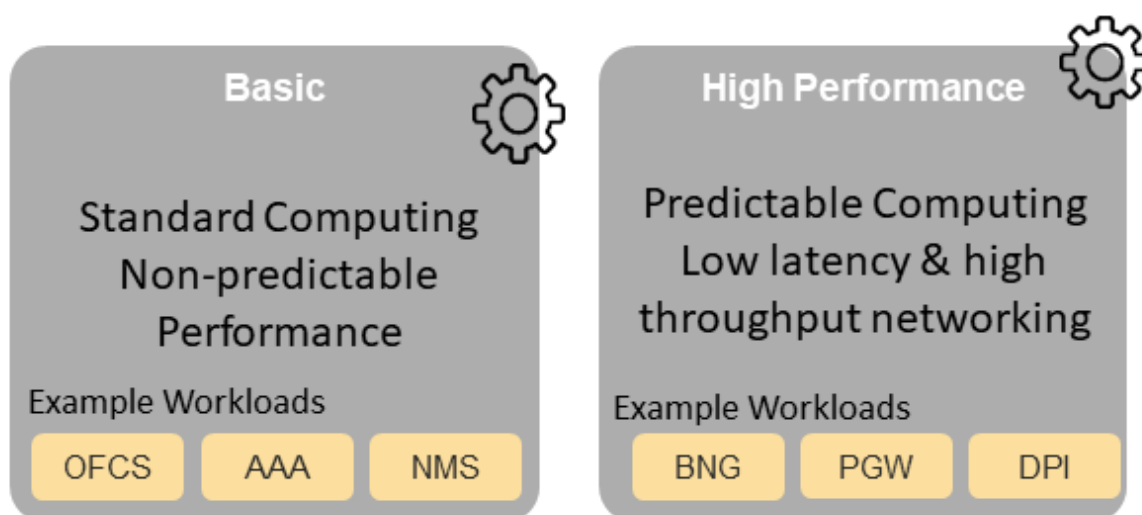 Basic
Standard Computing
Non-predictable
Performance
Example Workloads
OFCS
AAA
NMS
High Performance
Predictable Computing
Low latency & high
throughput networking
Example Workloads
BNG
PGW
DPI